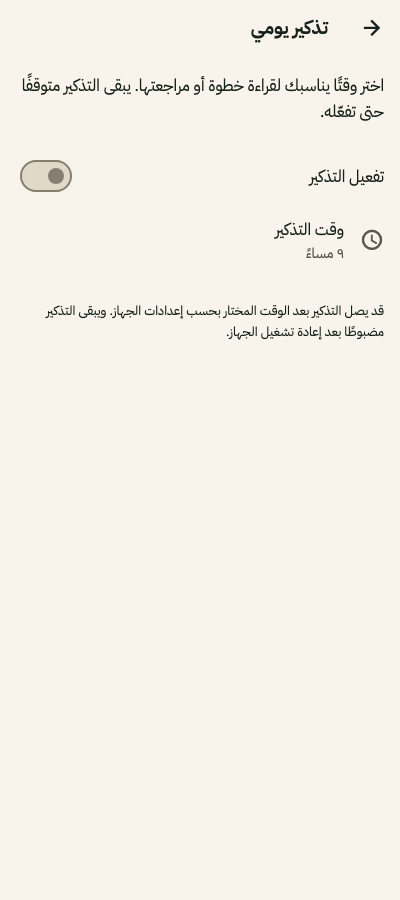 تذكير يومي
اختر وقتًا يناسبك لقراءة خطوة أو مراجعتها. يبقى التذكير متوقفًا
حتى تفعّله.
تفعيل التذكير
وقت التذكير
٩ مساءً
قد يصل التذكير بعد الوقت المختار بحسب إعدادات الجهاز. ويبقى التذكير
مضبوطًا بعد إعادة تشغيل الجهاز.